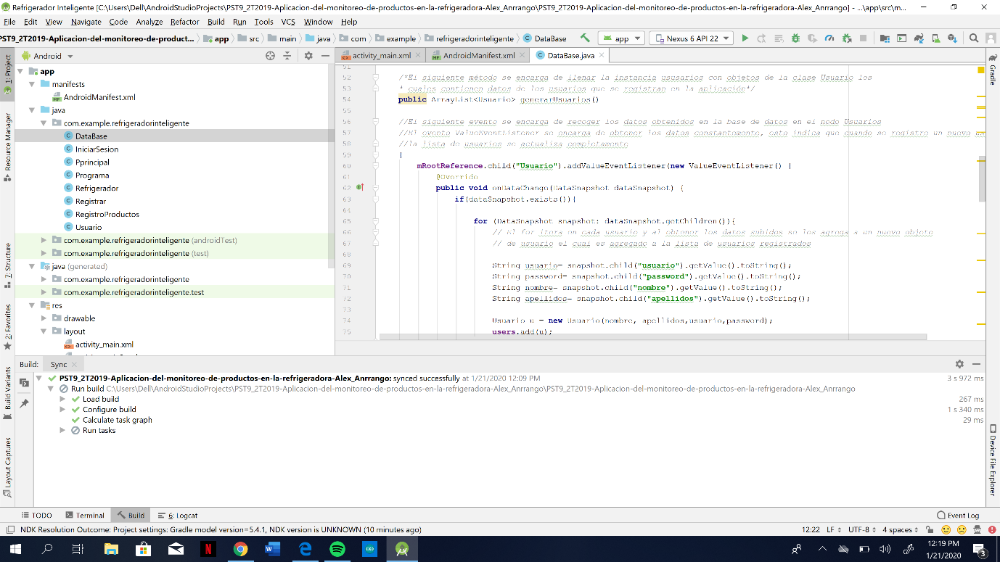 Refrigerador Inteligente [C:\Users\Dell\AndroidStudioProjects\PST9_2T2019-Aplicacion-del-monitoreo-de-productos-en-la-refrigeradora-Alex_Anrrango\PST9_2T2019-Aplicacion-del-monitoreo-de-productos-en-la-refrigeradora-Alex_Anrrango] - ...\app\src\m...
File Edit View Navigate Code Analyze Refactor Build Run Tools VCS Window Help
PST9_2T2019-Aplicacion-del-monitoreo-de-product... app src main java com example refrigeradorinteligente DataBase app Nexus 6 API 22
Android activity_main.xml AndroidManifest.xml DataBase.java
1: Project
Resource Manager
Z: Structure
2: Favorites
Build Variants
Layout Captures
app
manifests
AndroidManifest.xml
java
com.example.refrigeradorinteligente
DataBase
IniciarSesion
Pprincipal
Programa
Refrigerador
Registrar
RegistroProductos
Usuario
com.example.refrigeradorinteligente (androidTest)
com.example.refrigeradorinteligente (test)
java (generated)
com.example.refrigeradorinteligente
com.example.refrigeradorinteligente.test
res
drawable
layout
activity_main.xml
51
52 /*El siguiente método se encarga de llenar la instancia ususarios con objetos de la clase Usuario los
53 * cuales contienen datos de los usuarios que se registran en la aplicación*/
54 public ArrayList<Usuario> generarUsuarios()
55
56 //El siguiente evento se encarga de recoger los datos obtenidos en la base de datos en el nodo Usuarios
57 //El evento ValueEventListener se encarga de obtener los datos constantemente, esto indica que cuando se registre un nuevo
58 //la lista de usuarios se actualiza completamente
59 {
60 mRootReference.child("Usuario").addValueEventListener(new ValueEventListener() {
61 @Override
62 public void onDataChange(DataSnapshot dataSnapshot) {
63 if(dataSnapshot.exists()){
64
65 for (DataSnapshot snapshot: dataSnapshot.getChildren()){
66 // El for itera en cada usuario y al obtener los datos subidos se los agrega a un nuevo objeto
67 // de usuario el cual es agregado a la lista de usuarios registrados
68
69 String usuario= snapshot.child("usuario").getValue().toString();
70 String password= snapshot.child("password").getValue().toString();
71 String nombre= snapshot.child("nombre").getValue().toString();
72 String apellidos= snapshot.child("apellidos").getValue().toString();
73
74 Usuario u = new Usuario(nombre, apellidos,usuario,password);
75 users.add(u);
Gradle
Device File Explorer
Build: Sync
PST9_2T2019-Aplicacion-del-monitoreo-de-productos-en-la-refrigeradora-Alex_Anrrango: synced successfully at 1/21/2020 12:09 PM 3 s 972 ms
Run build C:\Users\Dell\AndroidStudioProjects\PST9_2T2019-Aplicacion-del-monitoreo-de-productos-en-la-refrigeradora-Alex_Anrrango\PST9_2T2019-Aplicacion-del-monitoreo-de-productos-en-la-refrigeradora-Alex_Anrrango
Load build 267 ms
Configure build 1 s 340 ms
Calculate task graph 29 ms
Run tasks
TODO Terminal Build 6: Logcat Event Log
NDK Resolution Outcome: Project settings: Gradle model version=5.4.1, NDK version is UNKNOWN (10 minutes ago) 12:22 LF UTF-8 4 spaces
12:19 PM
1/21/2020
3